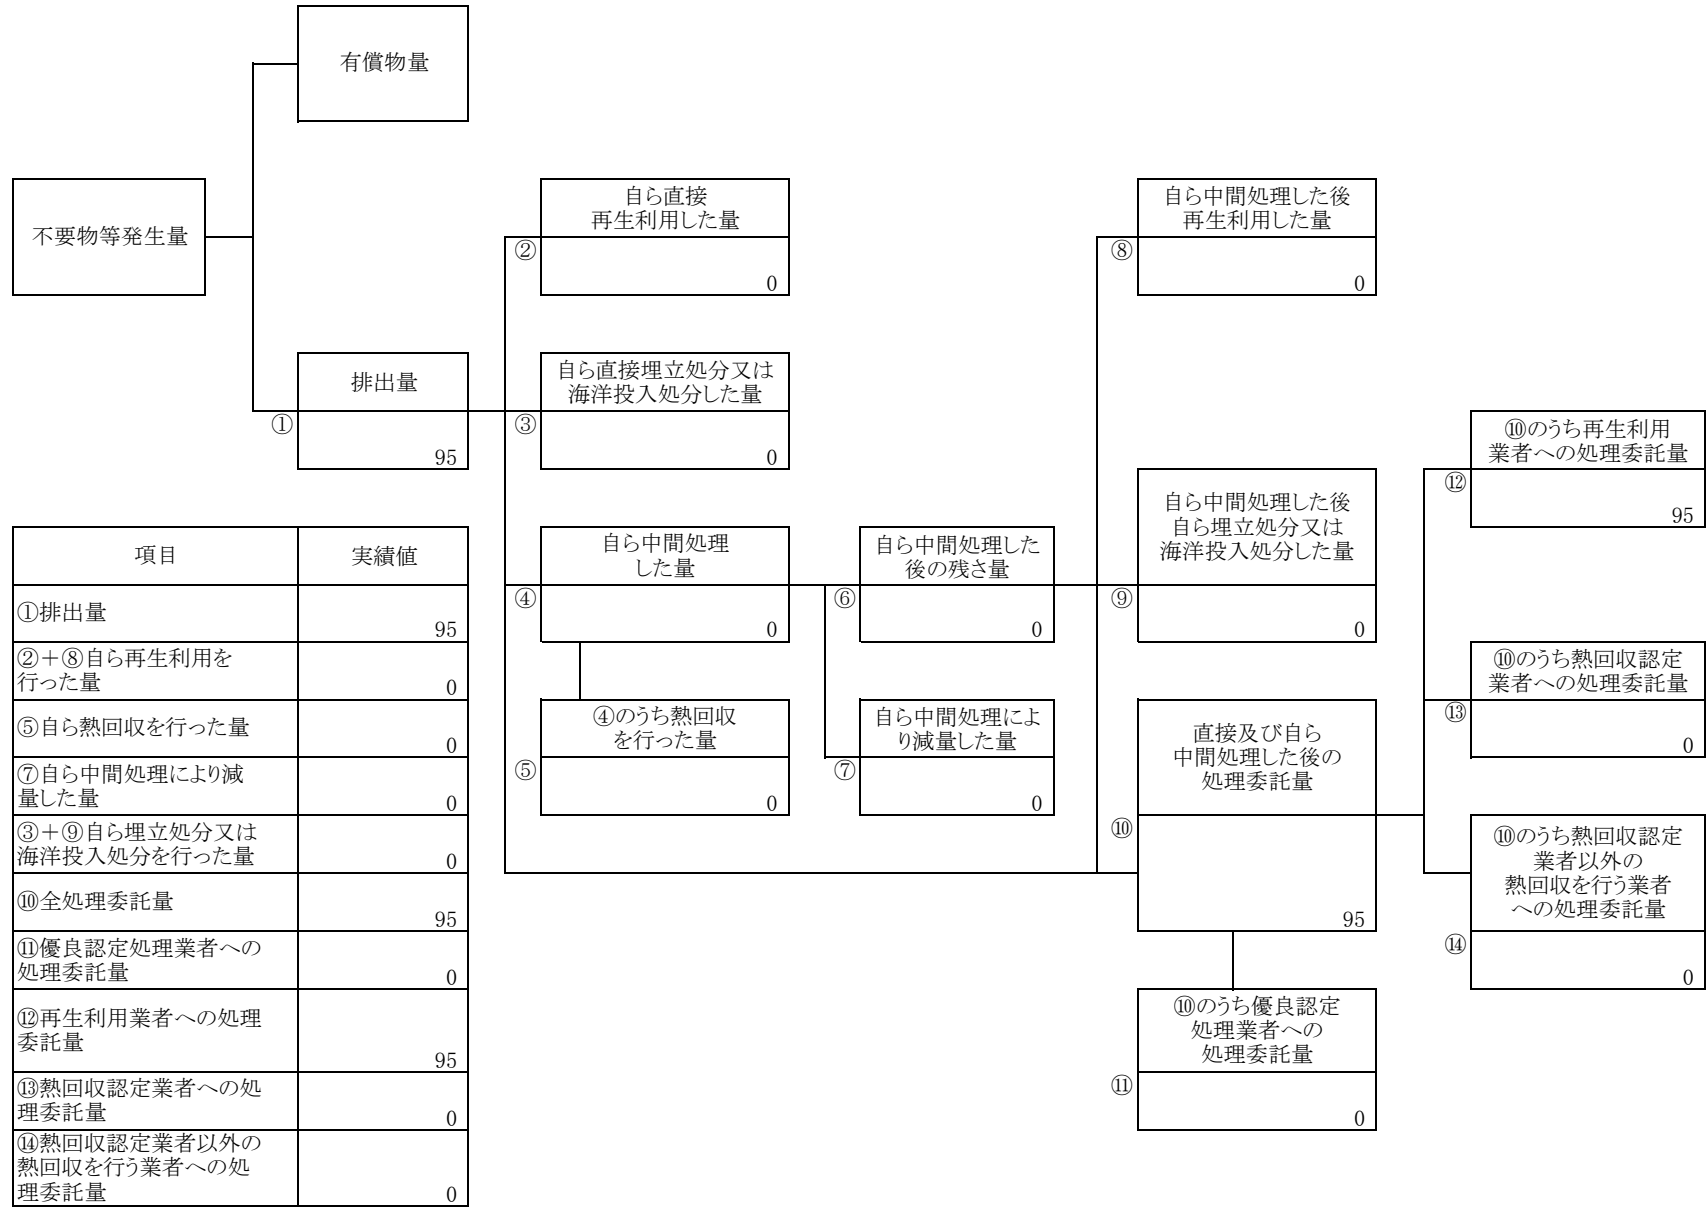 有償物量
不要物等発生量
排出量
①
95
自ら直接
再生利用した量
②
0
自ら直接埋立処分又は
海洋投入処分した量
③
0
自ら中間処理
した量
④
0
④のうち熱回収
を行った量
⑤
0
自ら中間処理した
後の残さ量
⑥
0
自ら中間処理によ
り減量した量
⑦
0
自ら中間処理した後
再生利用した量
⑧
0
自ら中間処理した後
自ら埋立処分又は
海洋投入処分した量
⑨
0
直接及び自ら
中間処理した後の
処理委託量
⑩
95
⑩のうち優良認定
処理業者への
処理委託量
⑪
0
⑩のうち再生利用
業者への処理委託量
⑫
95
⑩のうち熱回収認定
業者への処理委託量
⑬
0
⑩のうち熱回収認定
業者以外の
熱回収を行う業者
への処理委託量
⑭
0
項目 実績値
①排出量
95
②＋⑧自ら再生利用を
行った量
0
⑤自ら熱回収を行った量
0
⑦自ら中間処理により減
量した量
0
③＋⑨自ら埋立処分又は
海洋投入処分を行った量
0
⑩全処理委託量
95
⑪優良認定処理業者への
処理委託量
0
⑫再生利用業者への処理
委託量
95
⑬熱回収認定業者への処
理委託量
0
⑭熱回収認定業者以外の
熱回収を行う業者への処
理委託量
0